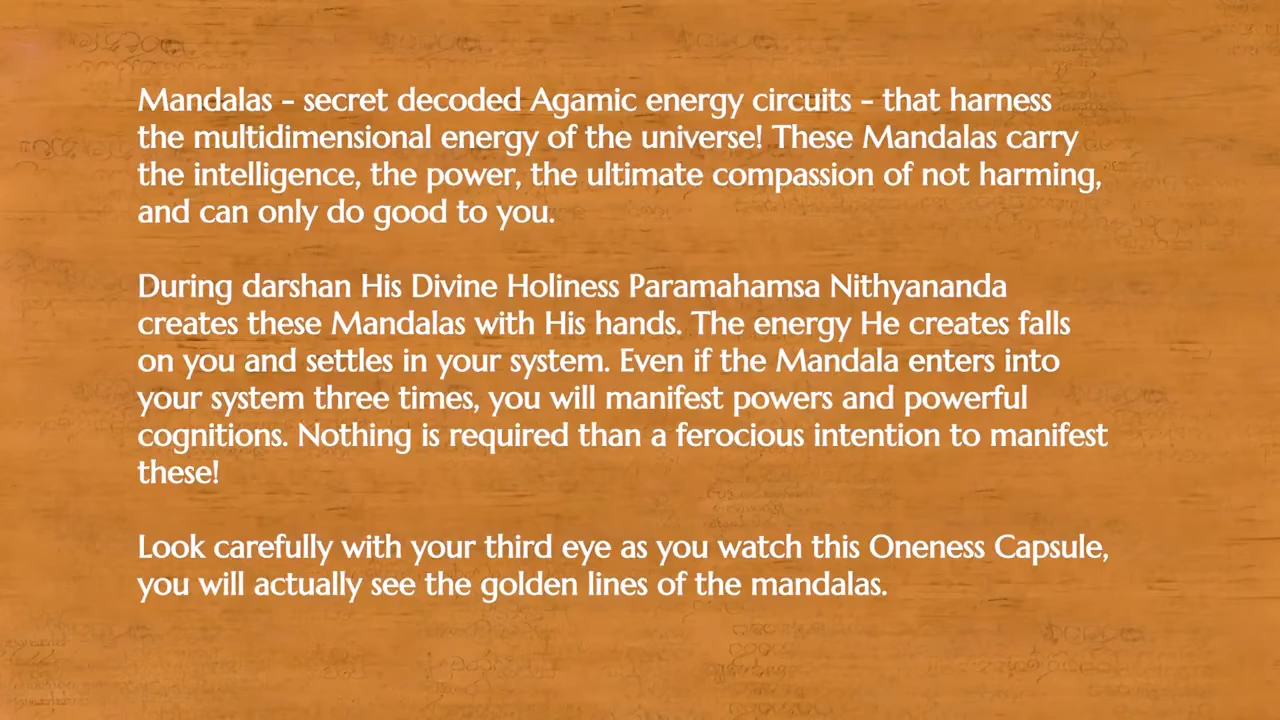 Mandalas - secret decoded Agamic energy circuits - that harness
the multidimensional energy of the universe! These Mandalas carry
the intelligence, the power, the ultimate compassion of not harming,
and can only do good to you.
During darshan His Divine Holiness Paramahamsa Nithyananda
creates these Mandalas with His hands. The energy He creates falls
on you and settles in your system. Even if the Mandala enters into
your system three times, you will manifest powers and powerful
cognitions. Nothing is required than a ferocious intention to manifest
these!
Look carefully with your third eye as you watch this Oneness Capsule,
you will actually see the golden lines of the mandalas.